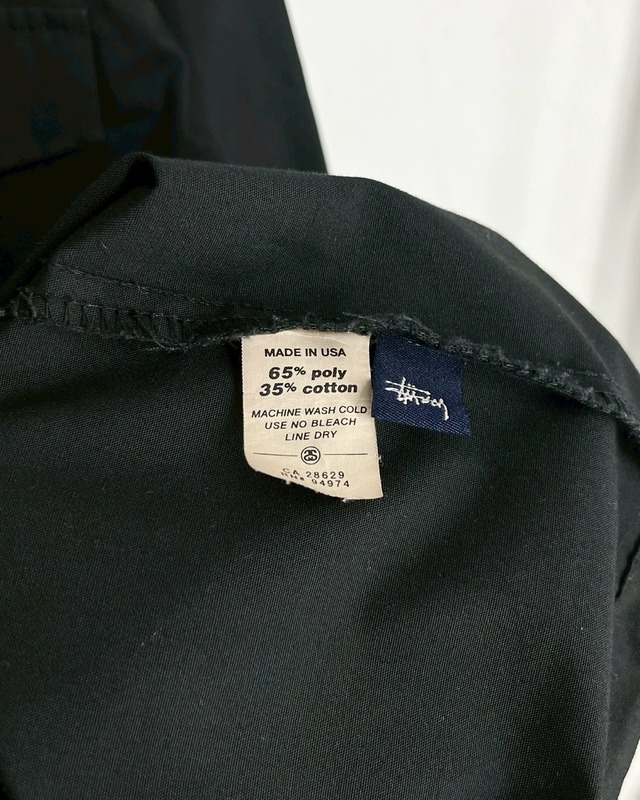 MADE IN USA
65% poly
35% cotton
MACHINE WASH COLD
USE NO BLEACH
LINE DRY
CA 28629
RN# 94974
Stüssy